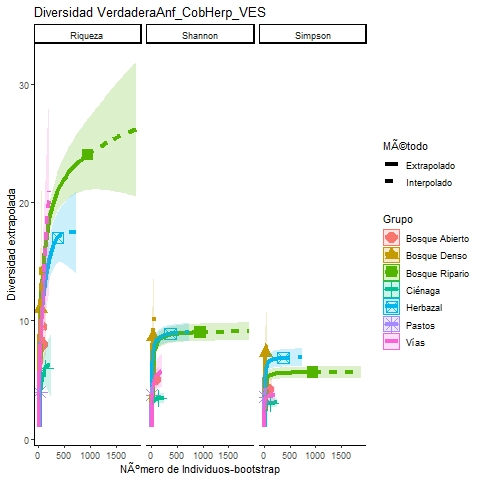 Diversidad VerdaderaAnf_CobHerp_VES
Riqueza
Shannon
Simpson
30
20
10
0
Diversidad extrapolada
0 500 1000 1500
0 500 1000 1500
0 500 1000 1500
NÃºmero de Individuos-bootstrap
MÃ©todo
Extrapolado
Interpolado
Grupo
Bosque Abierto
Bosque Denso
Bosque Ripario
Ciénaga
Herbazal
Pastos
Vías